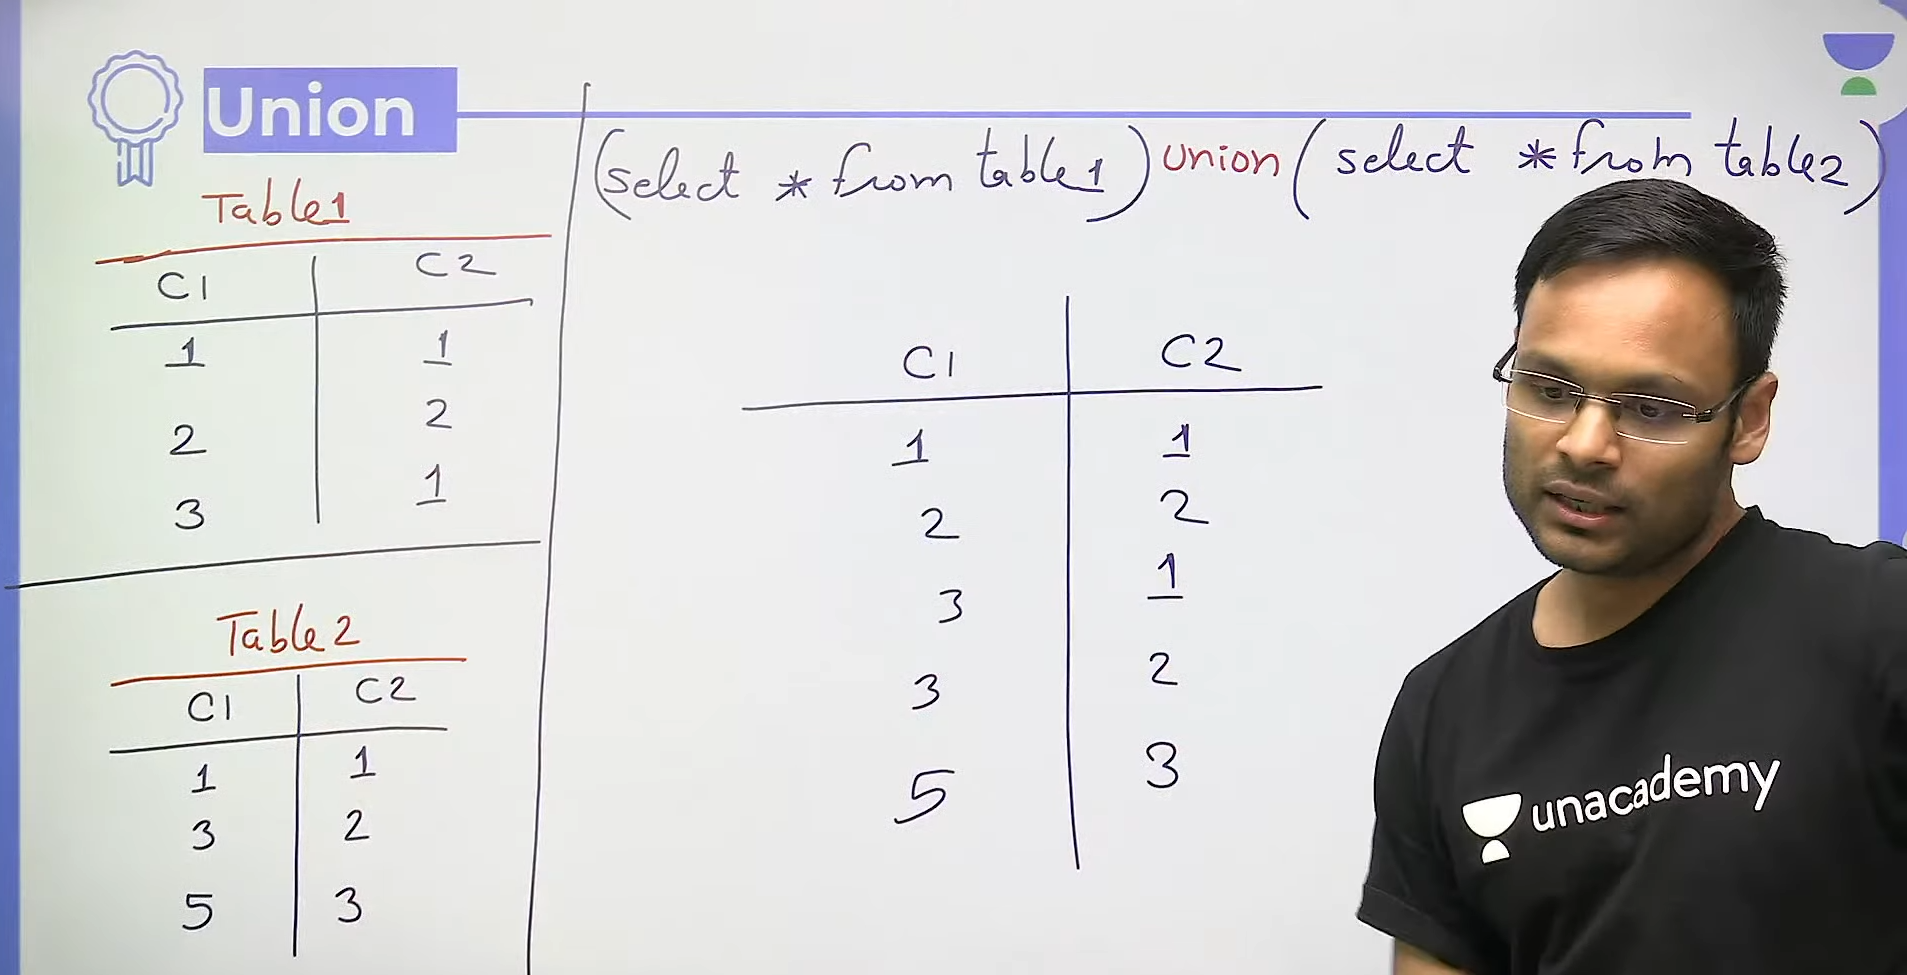 Union
(select * from table1) union (select * from table2)
Table1
C1 C2
1 1
2 2
3 1
Table2
C1 C2
1 1
3 2
5 3
C1 C2
1 1
2 2
3 1
3 2
5 3
unacademy